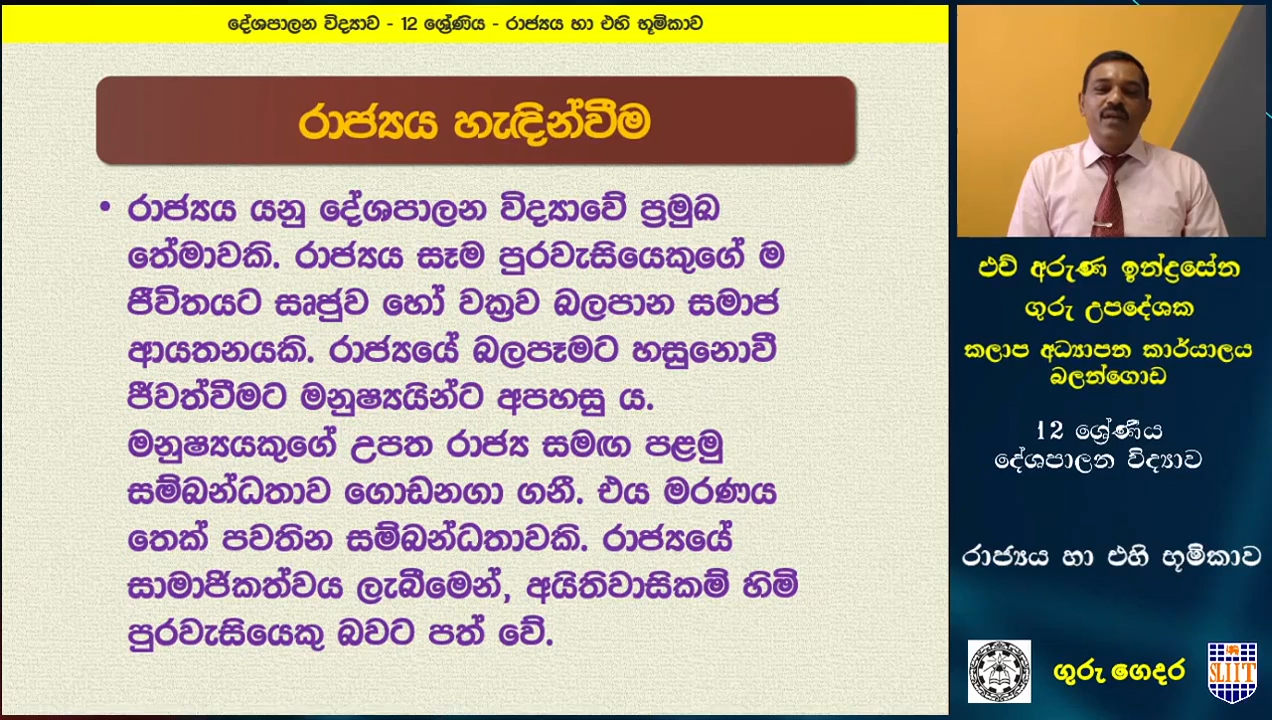 දේශපාලන විද්‍යාව - 12 ශ්‍රේණිය - රාජ්‍යය හා එහි භූමිකාව
රාජ්‍යය හැඳින්වීම
• රාජ්‍යය යනු දේශපාලන විද්‍යාවේ ප්‍රමුඛ
තේමාවකි. රාජ්‍යය සෑම පුරවැසියෙකුගේ ම
ජීවිතයට සෘජුව හෝ වක්‍රව බලපාන සමාජ
ආයතනයකි. රාජ්‍යයේ බලපෑමට හසුනොවී
ජීවත්වීමට මනුෂ්‍යයින්ට අපහසු ය.
මනුෂ්‍යයකුගේ උපත රාජ්‍ය සමඟ පළමු
සම්බන්ධතාව ගොඩනගා ගනී. එය මරණය
තෙක් පවතින සම්බන්ධතාවකි. රාජ්‍යයේ
සාමාජිකත්වය ලැබීමෙන්, අයිතිවාසිකම් හිමි
පුරවැසියෙකු බවට පත් වේ.
එච් අරුණ ඉන්ද්‍රසේන
ගුරු උපදේශක
කලාප අධ්‍යාපන කාර්යාලය
බලන්ගොඩ
12 ශ්‍රේණිය
දේශපාලන විද්‍යාව
රාජ්‍යය හා එහි භූමිකාව
ගුරු ගෙදර
SLIIT